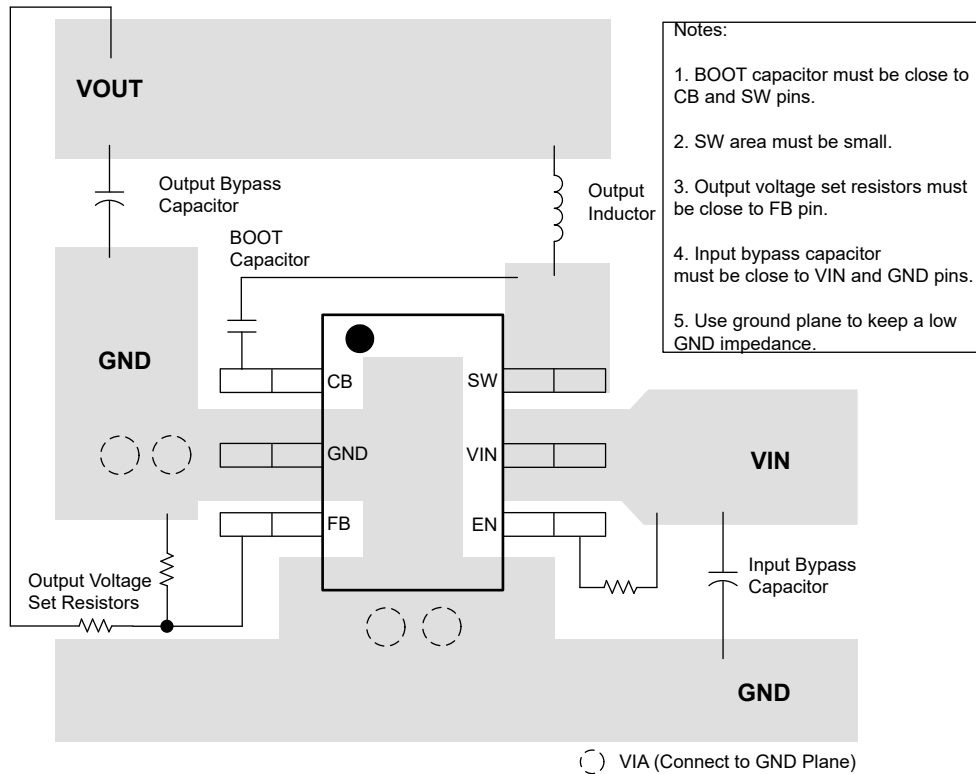 VOUT
Output Bypass
Capacitor
Output
Inductor
BOOT
Capacitor
Notes:
1. BOOT capacitor must be close to
CB and SW pins.
2. SW area must be small.
3. Output voltage set resistors must
be close to FB pin.
4. Input bypass capacitor
must be close to VIN and GND pins.
5. Use ground plane to keep a low
GND impedance.
GND
CB
SW
GND
VIN
VIN
FB
EN
Output Voltage
Set Resistors
Input Bypass
Capacitor
GND
VIA (Connect to GND Plane)